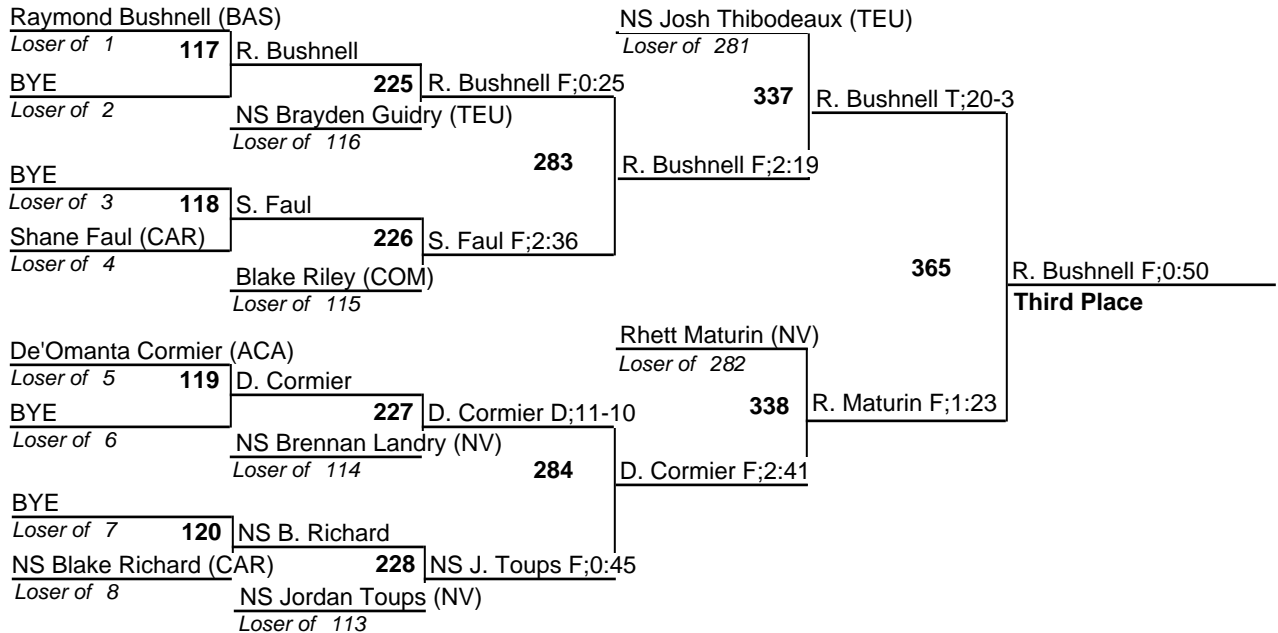 Raymond Bushnell (BAS)
Loser of 1
117
R. Bushnell
BYE
Loser of 2
225
R. Bushnell F;0:25
NS Brayden Guidry (TEU)
Loser of 116
283
R. Bushnell F;2:19
BYE
Loser of 3
118
S. Faul
Shane Faul (CAR)
Loser of 4
226
S. Faul F;2:36
Blake Riley (COM)
Loser of 115
NS Josh Thibodeaux (TEU)
Loser of 281
337
R. Bushnell T;20-3
365
R. Bushnell F;0:50
Third Place
De'Omanta Cormier (ACA)
Loser of 5
119
D. Cormier
BYE
Loser of 6
227
D. Cormier D;11-10
NS Brennan Landry (NV)
Loser of 114
284
D. Cormier F;2:41
BYE
Loser of 7
120
NS B. Richard
NS Blake Richard (CAR)
Loser of 8
228
NS J. Toups F;0:45
NS Jordan Toups (NV)
Loser of 113
Rhett Maturin (NV)
Loser of 282
338
R. Maturin F;1:23